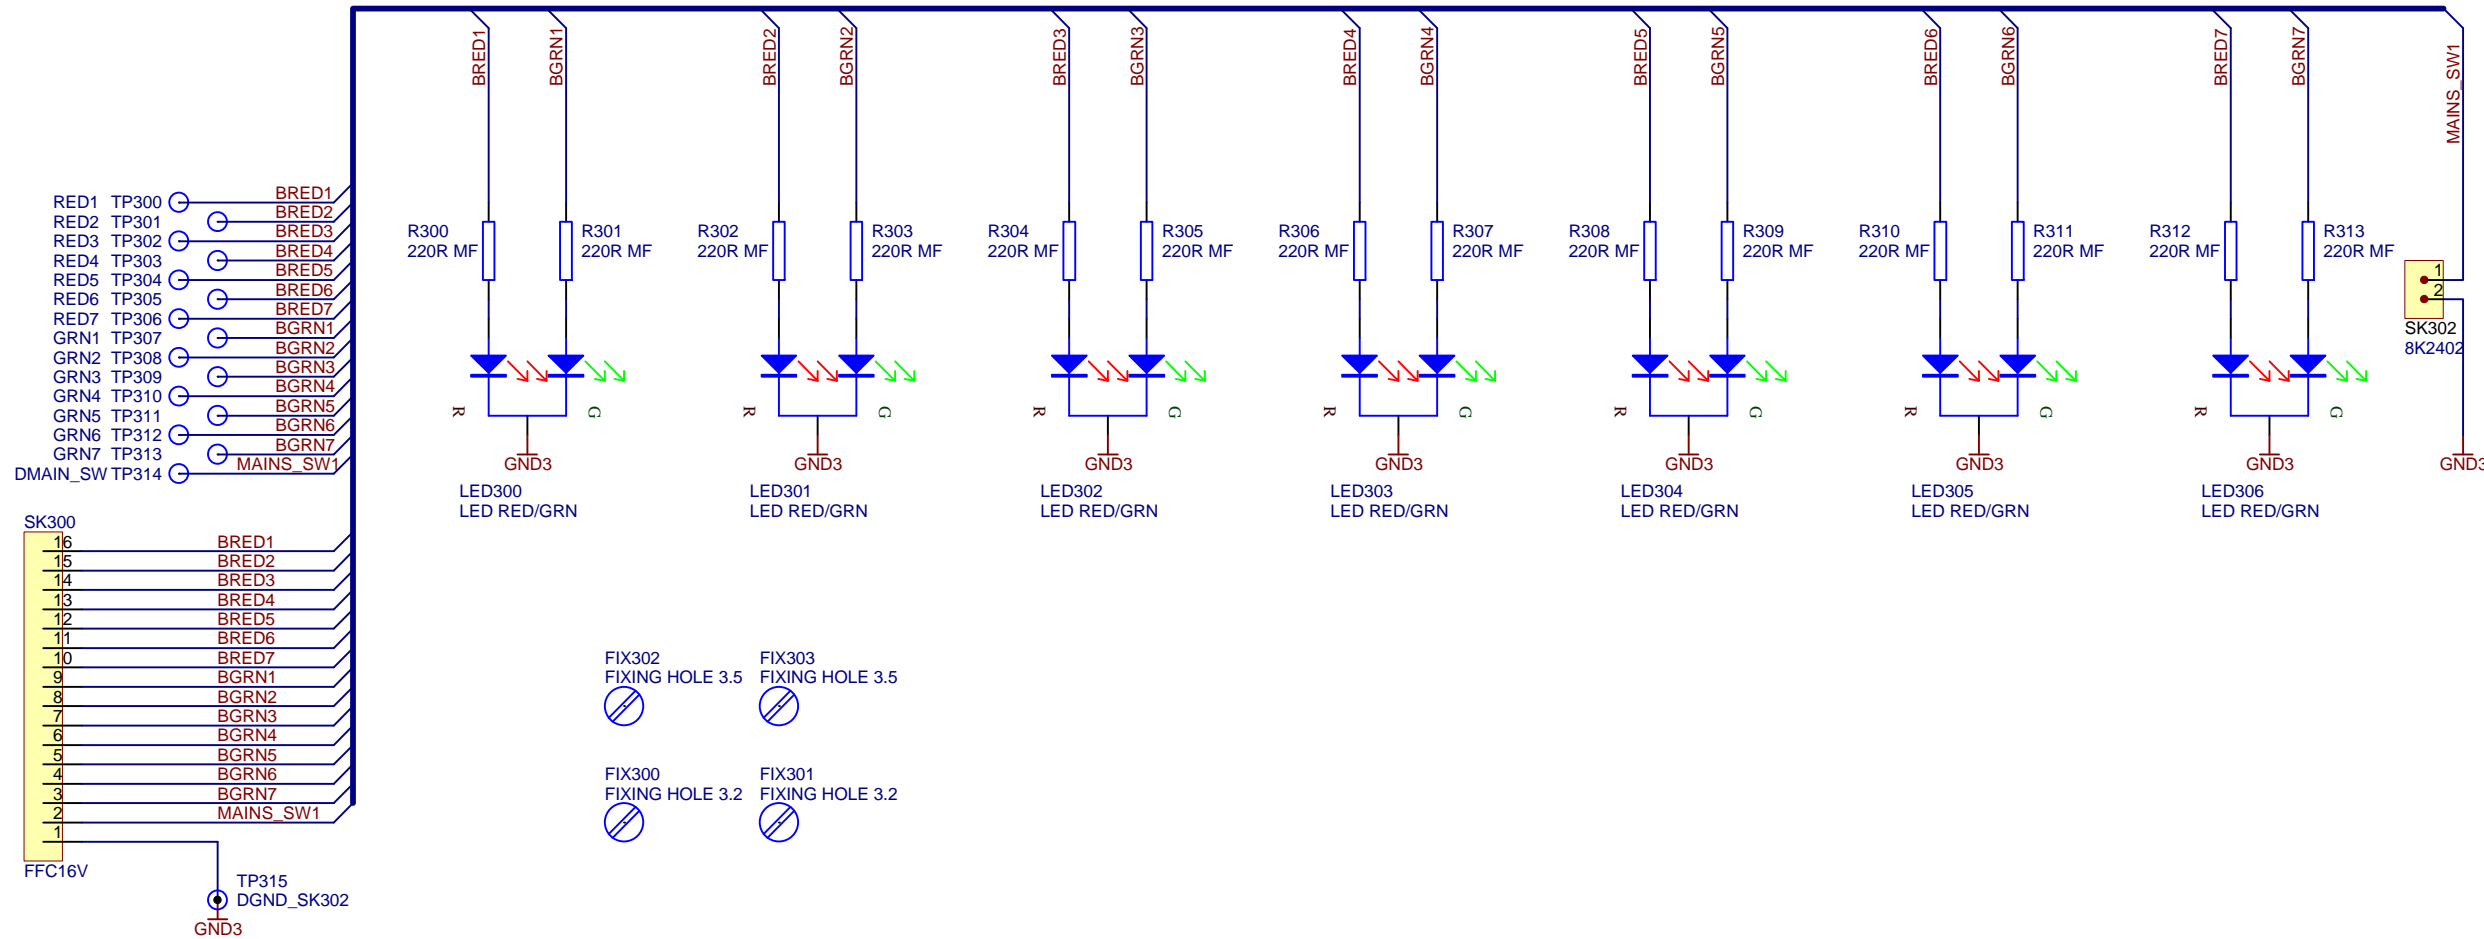 BRED1
BGRN1
BRED2
BGRN2
BRED3
BGRN3
BRED4
BGRN4
BRED5
BGRN5
BRED6
BGRN6
BRED7
BGRN7
MAINS_SW1
RED1 TP300 BRED1
RED2 TP301 BRED2
RED3 TP302 BRED3
RED4 TP303 BRED4
RED5 TP304 BRED5
RED6 TP305 BRED6
RED7 TP306 BRED7
GRN1 TP307 BGRN1
GRN2 TP308 BGRN2
GRN3 TP309 BGRN3
GRN4 TP310 BGRN4
GRN5 TP311 BGRN5
GRN6 TP312 BGRN6
GRN7 TP313 BGRN7
DMAIN_SW TP314 MAINS_SW1
R300
220R MF
R301
220R MF
R302
220R MF
R303
220R MF
R304
220R MF
R305
220R MF
R306
220R MF
R307
220R MF
R308
220R MF
R309
220R MF
R310
220R MF
R311
220R MF
R312
220R MF
R313
220R MF
1
2
SK302
8K2402
R G
R G
R G
R G
R G
R G
R G
GND3
GND3
GND3
GND3
GND3
GND3
GND3
GND3
LED300
LED RED/GRN
LED301
LED RED/GRN
LED302
LED RED/GRN
LED303
LED RED/GRN
LED304
LED RED/GRN
LED305
LED RED/GRN
LED306
LED RED/GRN
SK300
16 BRED1
15 BRED2
14 BRED3
13 BRED4
12 BRED5
11 BRED6
10 BRED7
9 BGRN1
8 BGRN2
7 BGRN3
6 BGRN4
5 BGRN5
4 BGRN6
3 BGRN7
2 MAINS_SW1
1
FFC16V
TP315
DGND_SK302
GND3
FIX302
FIXING HOLE 3.5
FIX303
FIXING HOLE 3.5
FIX300
FIXING HOLE 3.2
FIX301
FIXING HOLE 3.2